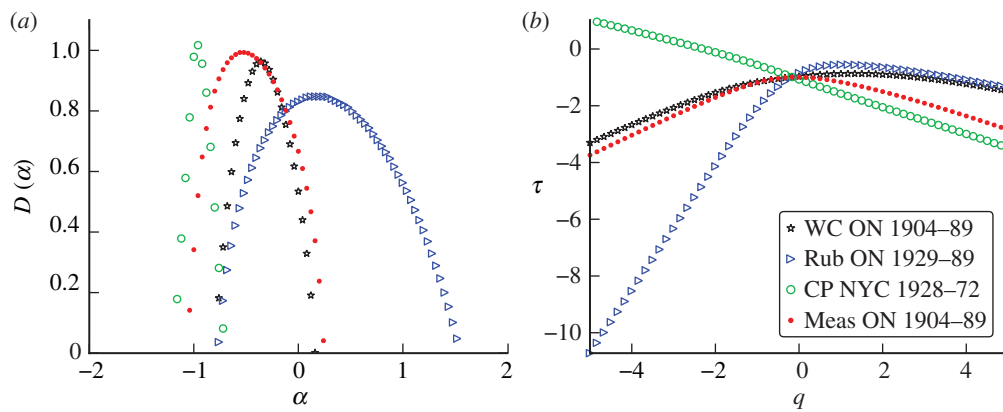 (a)
D (α)
1.0
0.8
0.6
0.4
0.2
0
−2
−1
0
1
2
α
(b)
τ
0
−2
−4
−6
−8
−10
−4
−2
0
2
4
q
WC ON 1904–89
Rub ON 1929–89
CP NYC 1928–72
Meas ON 1904–89